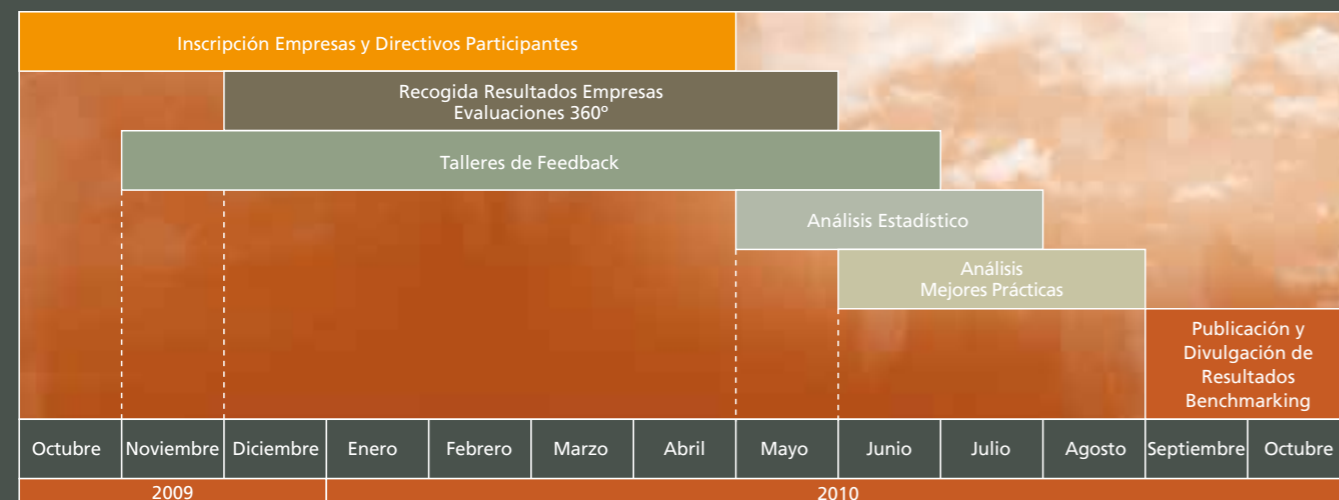 Inscripción Empresas y Directivos Participantes
Recogida Resultados Empresas
Evaluaciones 360º
Talleres de Feedback
Análisis Estadístico
Análisis
Mejores Prácticas
Publicación y
Divulgación de
Resultados
Benchmarking
Octubre Noviembre Diciembre Enero Febrero Marzo Abril Mayo Junio Julio Agosto Septiembre Octubre
2009 2010